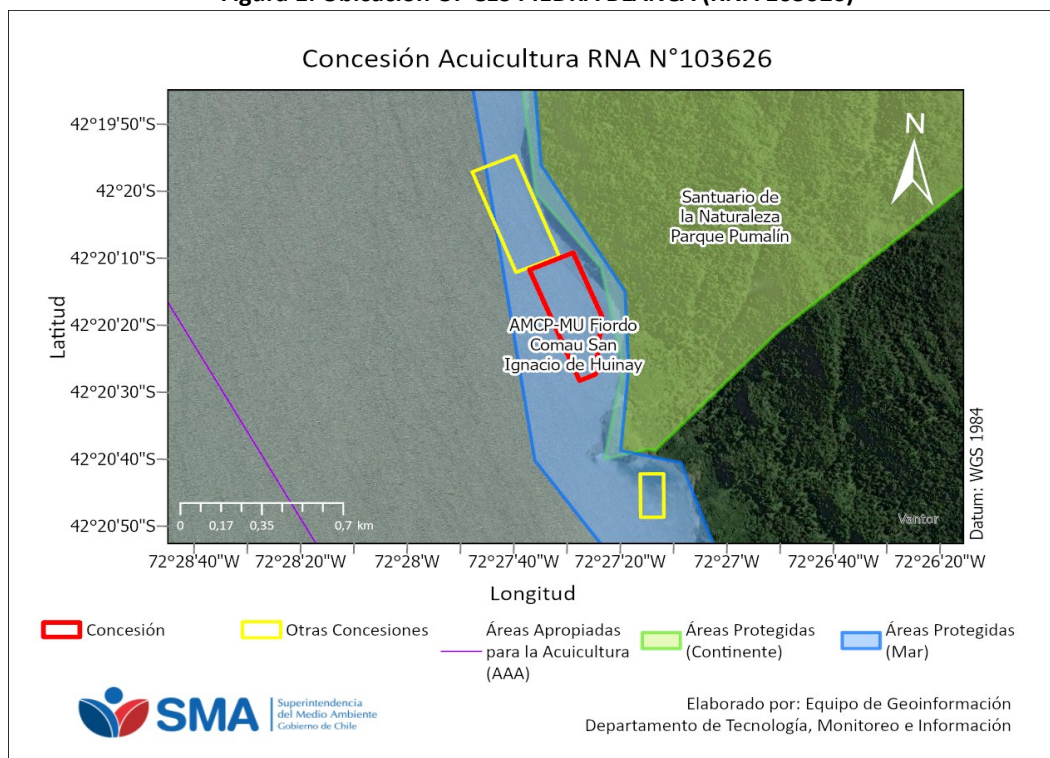 Concesión Acuicultura RNA N°103626
42°19'50"S
42°20'S
42°20'10"S
42°20'20"S
42°20'30"S
42°20'40"S
42°20'50"S
Latitud
Santuario de
la Naturaleza
Parque Pumalín
N
AMCP-MU Fiordo
Comau San
Ignacio de Huinay
0 0,17 0,35 0,7 km
Vantor
Datum: WGS 1984
72°28'40"W 72°28'20"W 72°28'W 72°27'40"W 72°27'20"W 72°27'W 72°26'40"W 72°26'20"W
Longitud
Concesión
Otras Concesiones
Áreas Apropiadas
para la Acuicultura
(AAA)
Áreas Protegidas
(Continente)
Áreas Protegidas
(Mar)
SMA
Superintendencia
del Medio Ambiente
Gobierno de Chile
Elaborado por: Equipo de Geoinformación
Departamento de Tecnología, Monitoreo e Información